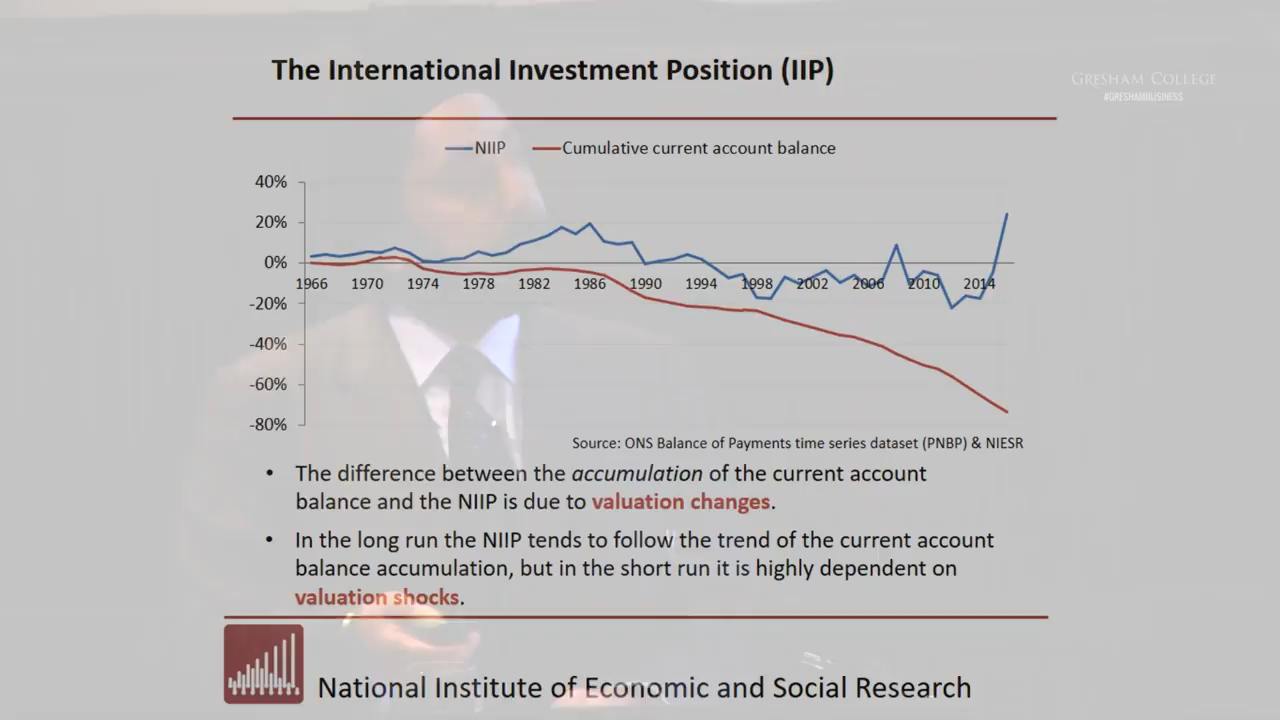 The International Investment Position (IIP)
GRESHAM COLLEGE
#GRESHAMBUSINESS
NIIP
Cumulative current account balance
40%
20%
0%
-20%
-40%
-60%
-80%
1966 1970 1974 1978 1982 1986 1990 1994 1998 2002 2006 2010 2014
Source: ONS Balance of Payments time series dataset (PNBP) & NIESR
• The difference between the accumulation of the current account
balance and the NIIP is due to valuation changes.
• In the long run the NIIP tends to follow the trend of the current account
balance accumulation, but in the short run it is highly dependent on
valuation shocks.
National Institute of Economic and Social Research